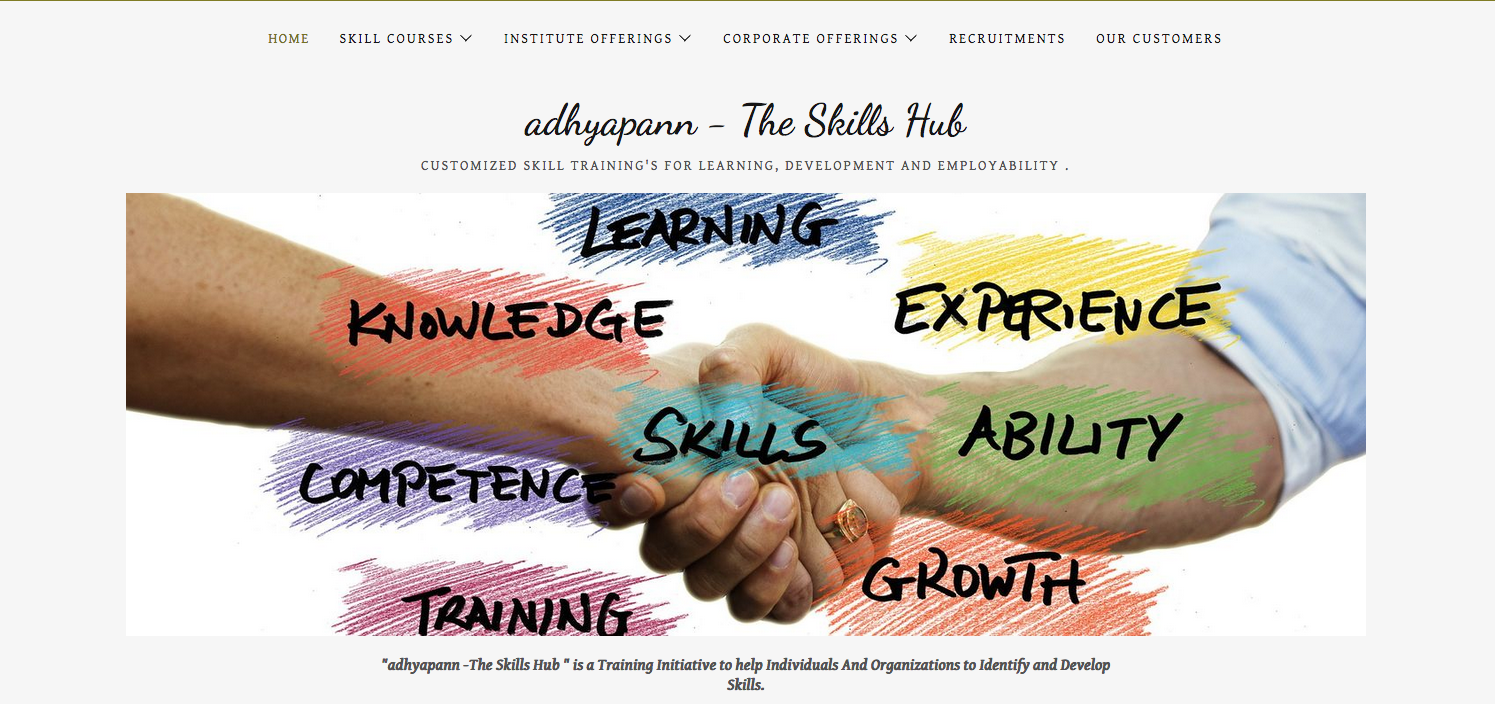 HOME SKILL COURSES INSTITUTE OFFERINGS CORPORATE OFFERINGS RECRUITMENTS OUR CUSTOMERS
adhyapann - The Skills Hub
CUSTOMIZED SKILL TRAINING'S FOR LEARNING, DEVELOPMENT AND EMPLOYABILITY .
LEARNING
KNOWLEDGE
EXPERIENCE
SKILLS
ABILITY
COMPETENCE
GROWTH
TRAINING
"adhyapann -The Skills Hub " is a Training Initiative to help Individuals And Organizations to Identify and Develop
Skills.